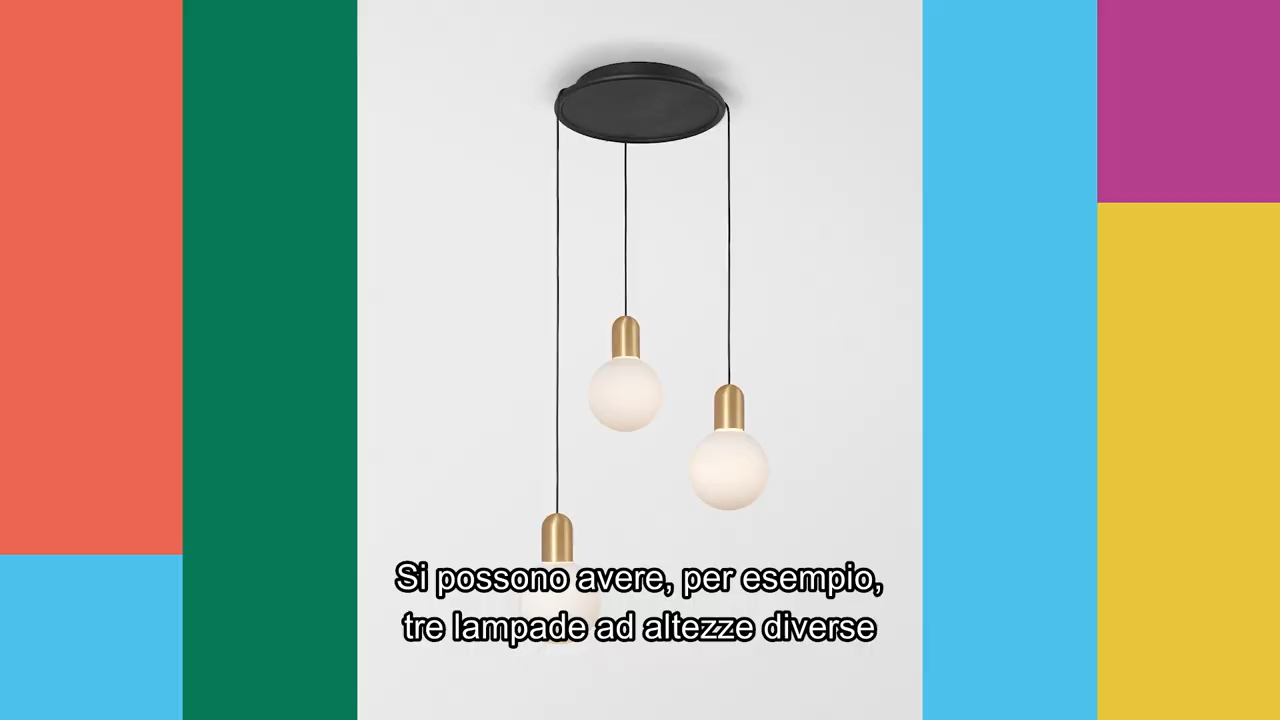 Si possono avere, per esempio,
tre lampade ad altezze diverse